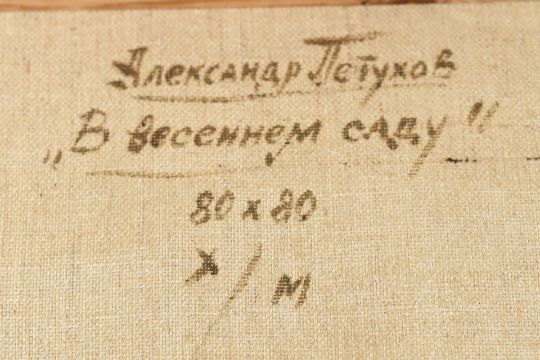 Александр Петухов
„В весеннем саду"
80 x 80
х/м